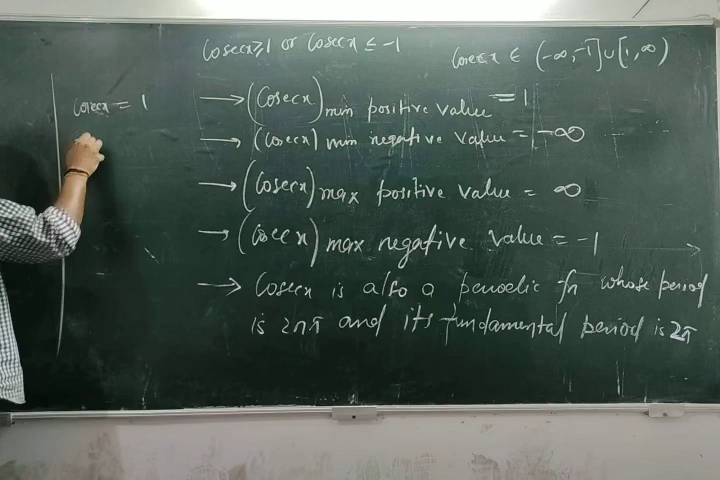 Cosecx ≥ 1 or Cosecx ≤ -1
Cosecx ∈ (-∞, -1] ∪ [1, ∞)
Cosecx = 1
→ (Cosecx) min positive value = 1
→ (Cosecx) min negative value = -∞
→ (Cosecx) max positive value = ∞
→ (Cosecx) max negative value = -1
→ Cosecx is also a periodic fn whose period
is 2nπ and its fundamental period is 2π